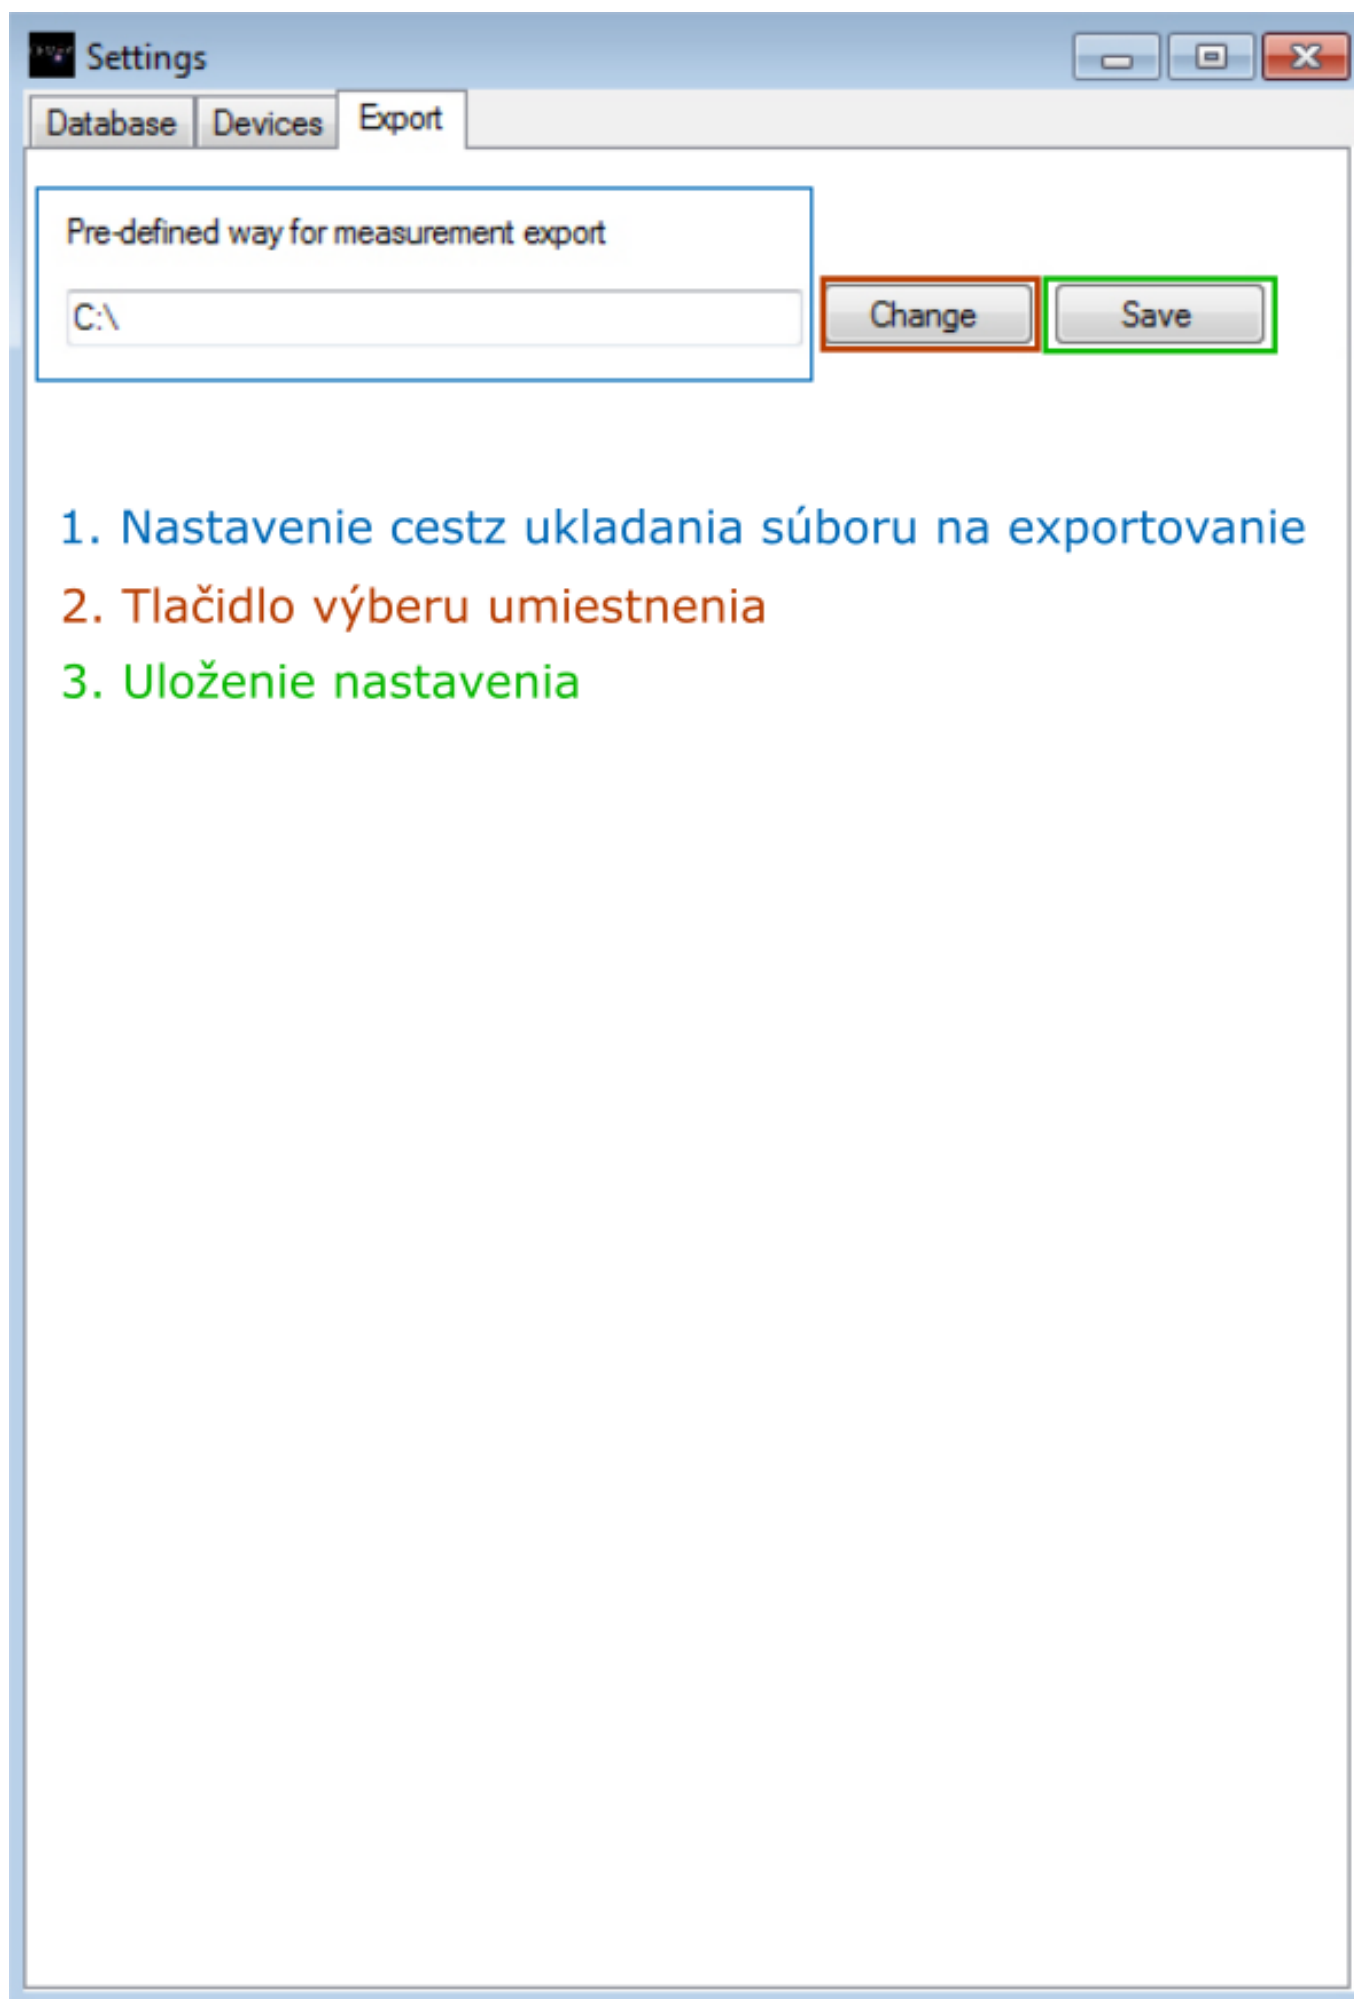 Settings
Database Devices Export
Pre-defined way for measurement export
C:\ Change Save
1. Nastavenie cestz ukladania súboru na exportovanie
2. Tlačidlo výberu umiestnenia
3. Uloženie nastavenia